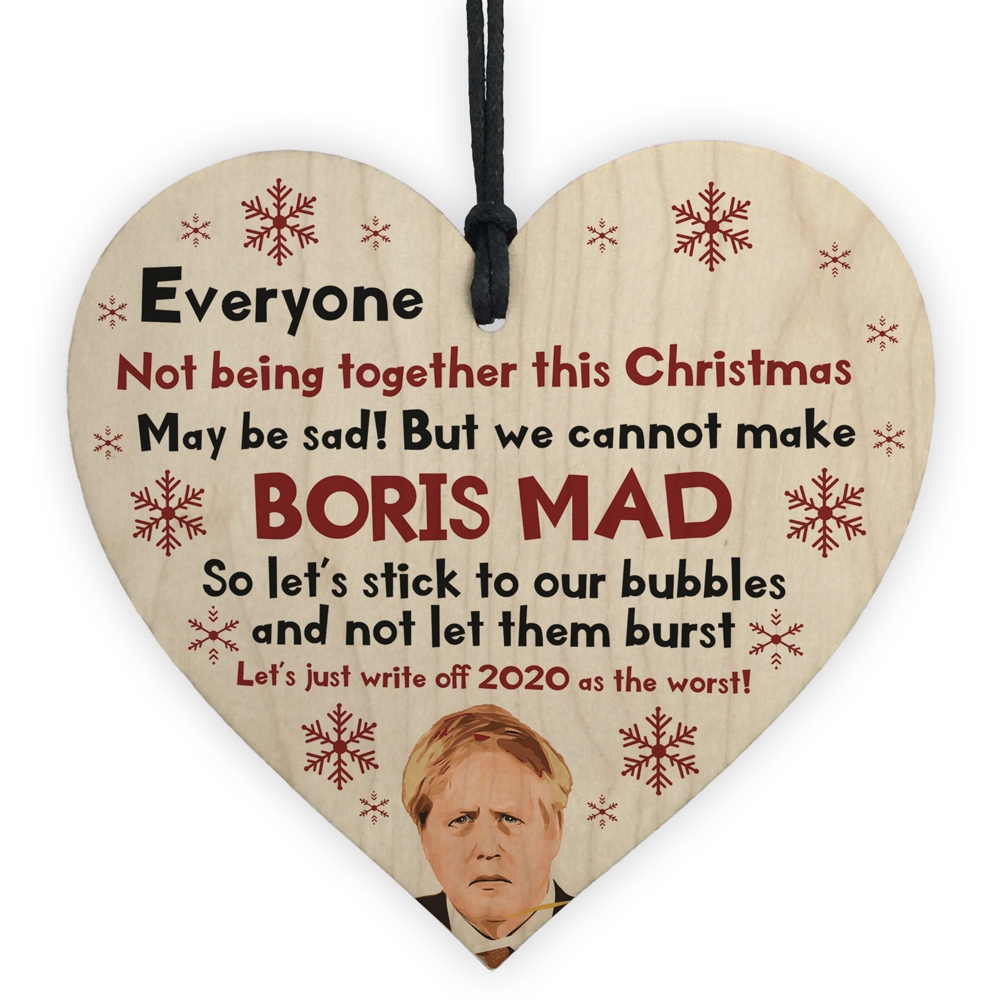 Everyone
Not being together this Christmas
May be sad! But we cannot make
BORIS MAD
So let's stick to our bubbles
and not let them burst
Let's just write off 2020 as the worst!